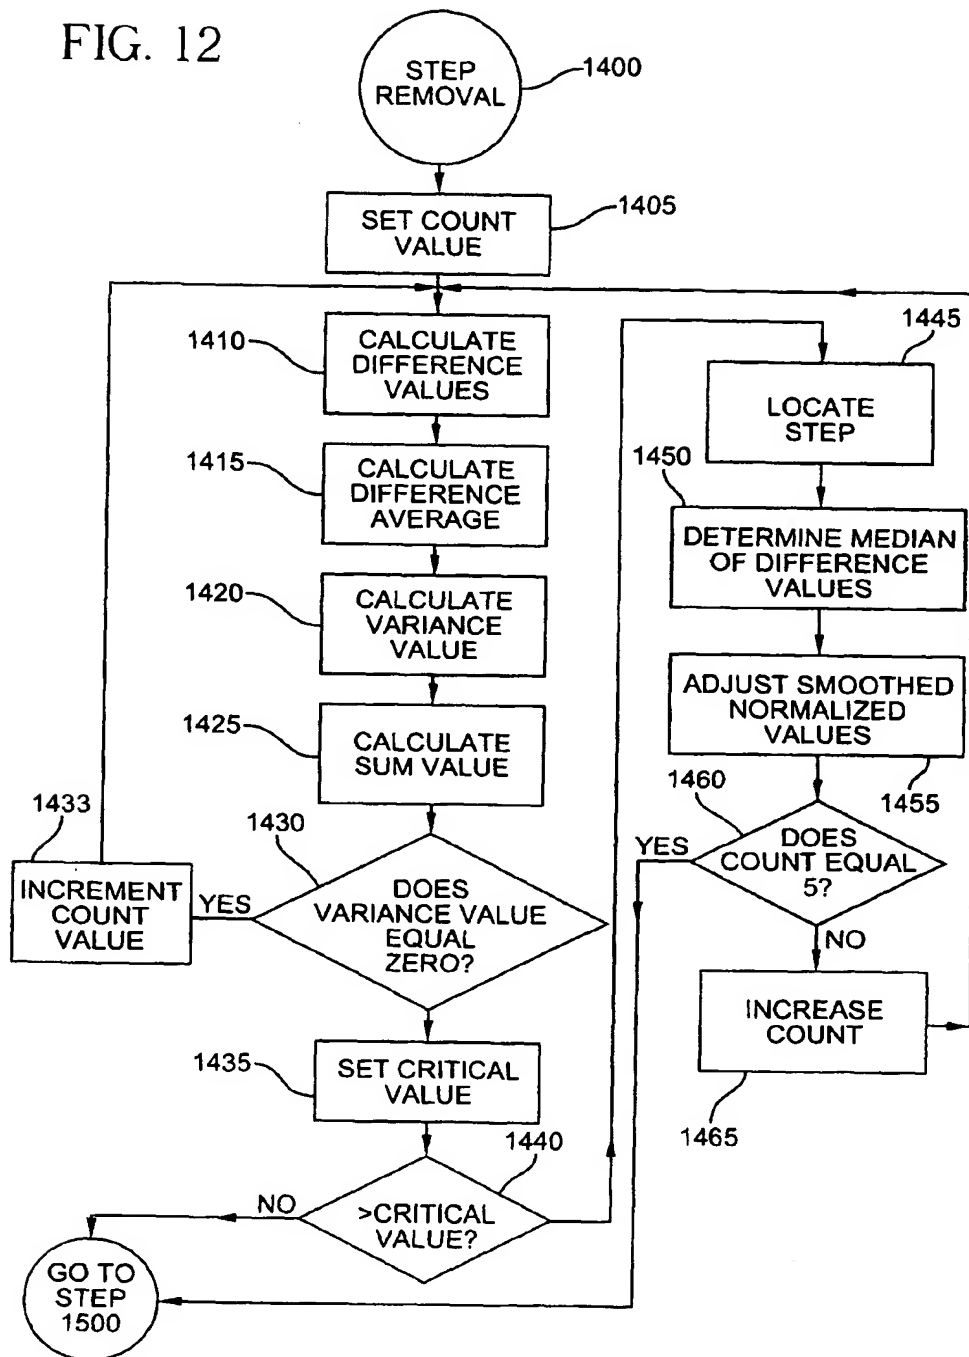 FIG. 12
STEP
REMOVAL
1400
SET COUNT
VALUE
1405
1410
CALCULATE
DIFFERENCE
VALUES
1415
CALCULATE
DIFFERENCE
AVERAGE
1420
CALCULATE
VARIANCE
VALUE
1425
CALCULATE
SUM VALUE
1430
DOES
VARIANCE VALUE
EQUAL
ZERO?
YES
1433
INCREMENT
COUNT
VALUE
1435
SET CRITICAL
VALUE
1440
>CRITICAL
VALUE?
NO
GO TO
STEP
1500
1445
LOCATE
STEP
1450
DETERMINE MEDIAN
OF DIFFERENCE
VALUES
ADJUST SMOOTHED
NORMALIZED
VALUES
1455
1460
DOES
COUNT EQUAL
5?
YES
NO
INCREASE
COUNT
1465